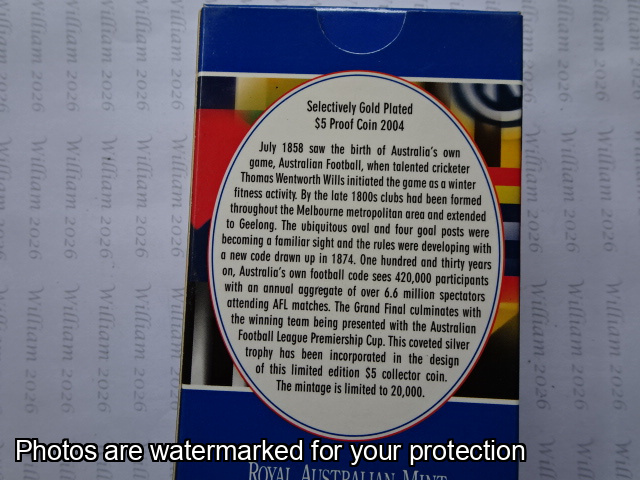 Selectively Gold Plated
$5 Proof Coin 2004
July 1858 saw the birth of Australia's own
game, Australian Football, when talented cricketer
Thomas Wentworth Wills initiated the game as a winter
fitness activity. By the late 1800s clubs had been formed
throughout the Melbourne metropolitan area and extended
to Geelong. The ubiquitous oval and four goal posts were
becoming a familiar sight and the rules were developing with
a new code drawn up in 1874. One hundred and thirty years
on, Australia's own football code sees 420,000 participants
with an annual aggregate of over 6.6 million spectators
attending AFL matches. The Grand Final culminates with
the winning team being presented with the Australian
Football League Premiership Cup. This coveted silver
trophy has been incorporated in the design
of this limited edition $5 collector coin.
The mintage is limited to 20,000.
Photos are watermarked for your protection
ROYAL AUSTRALIAN MINT
William 2026